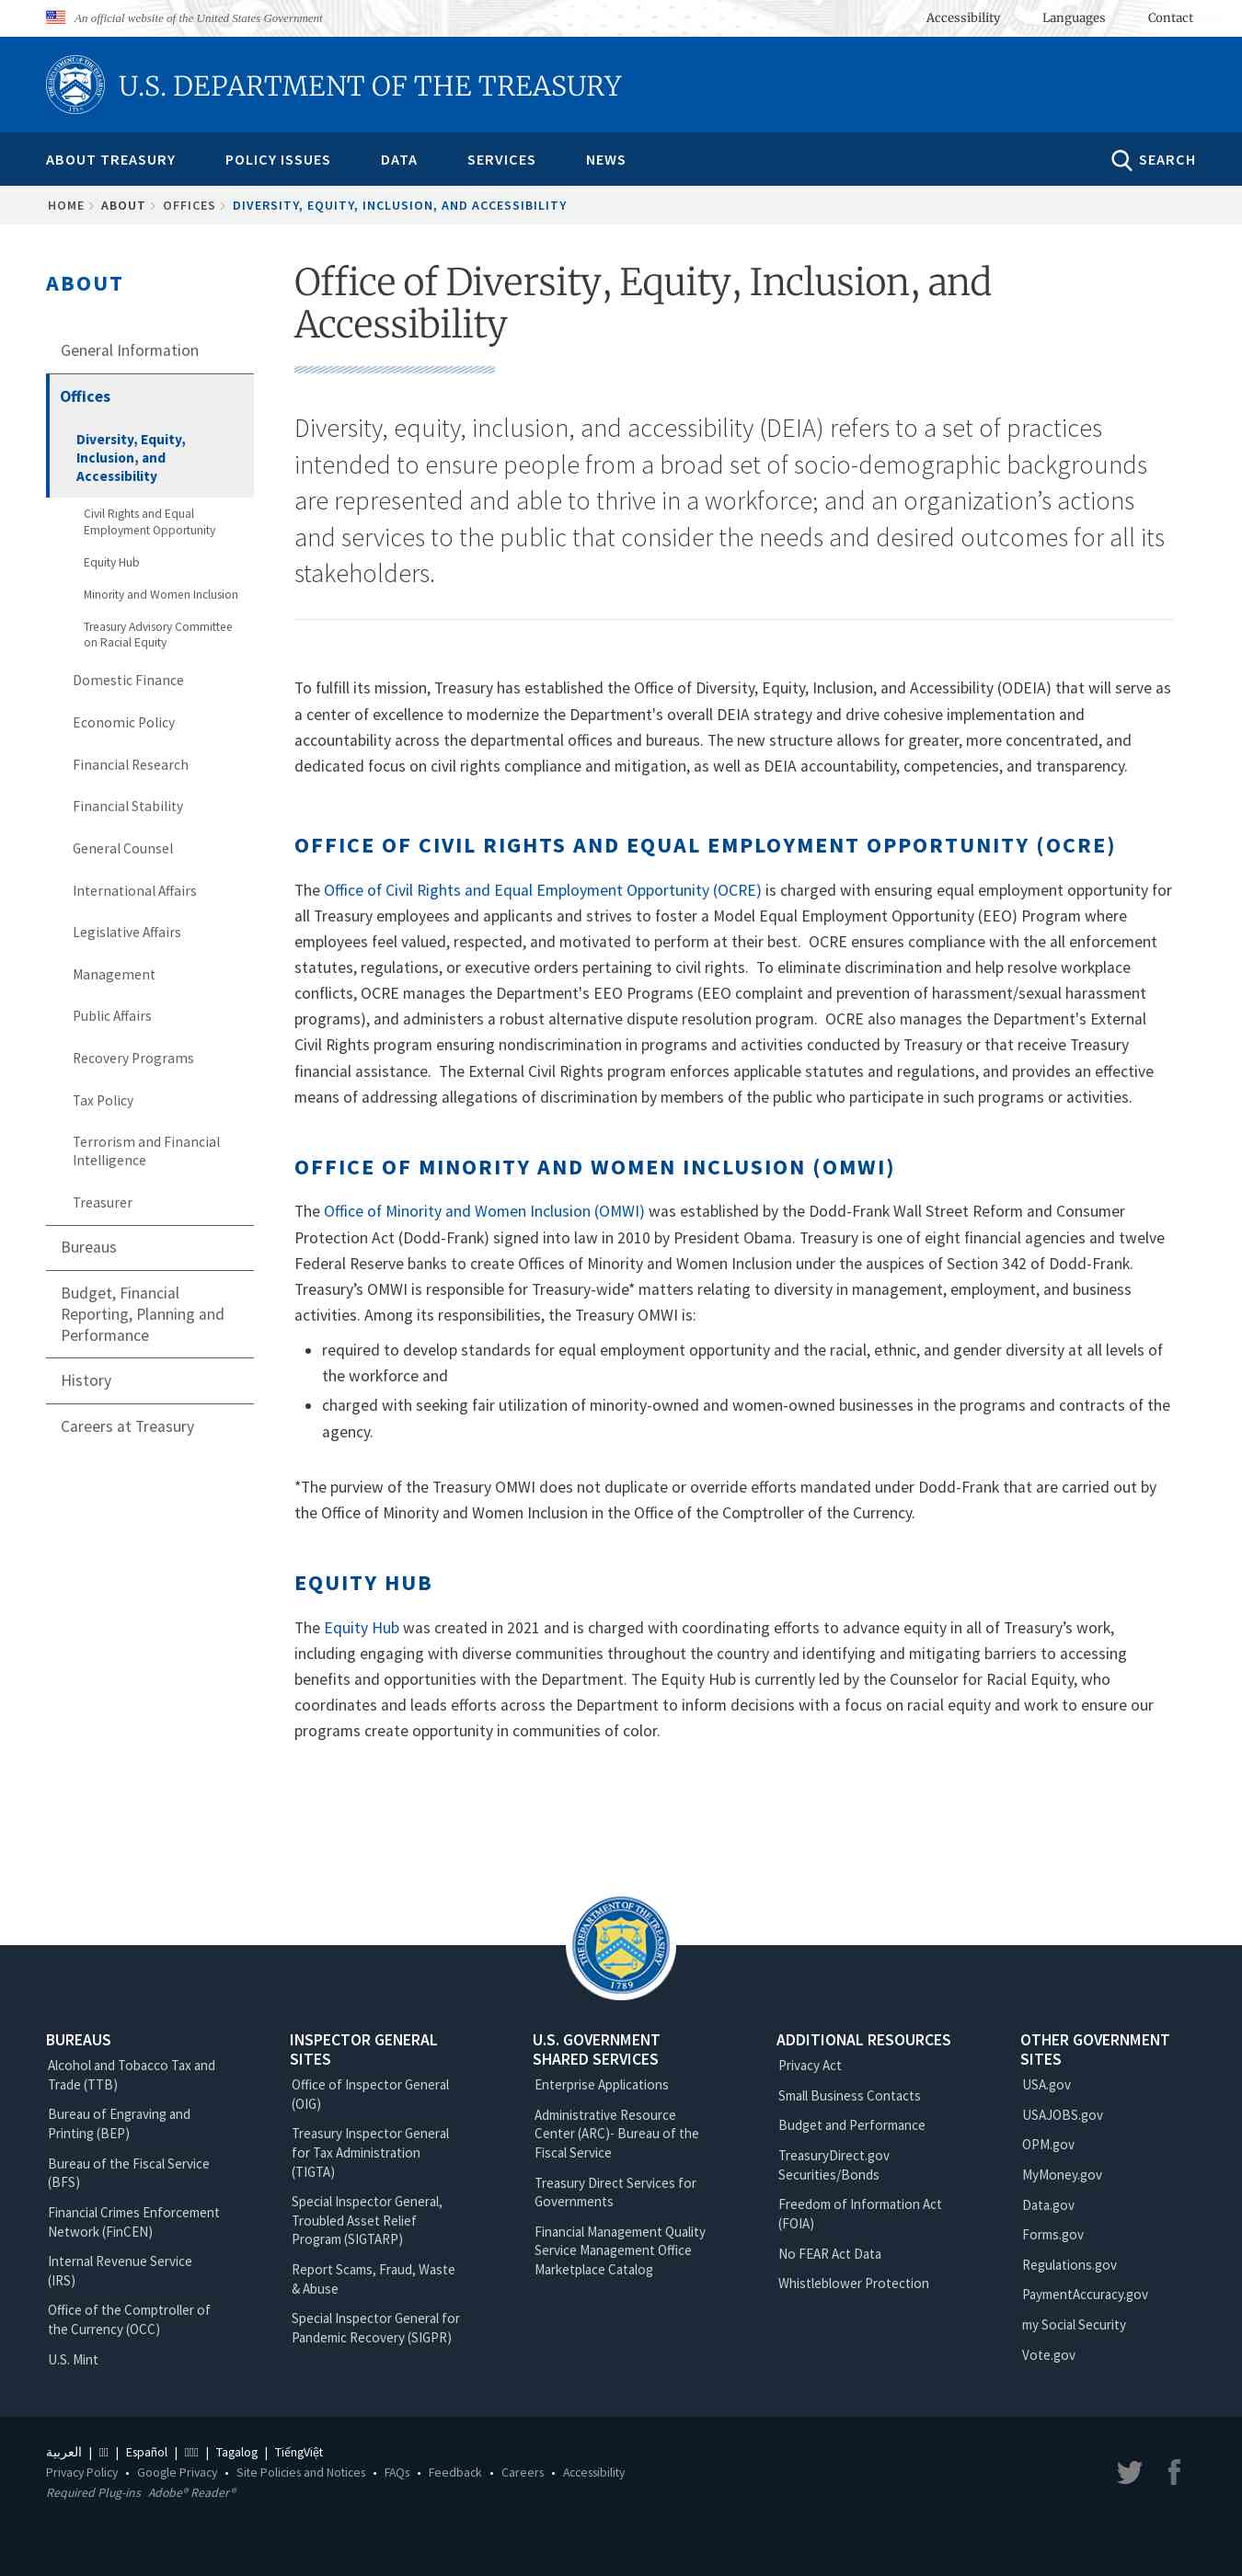 An official website of the United States Government
Accessibility
Languages
Contact
U.S. DEPARTMENT OF THE TREASURY
ABOUT TREASURY
POLICY ISSUES
DATA
SERVICES
NEWS
SEARCH
HOME
ABOUT
OFFICES
DIVERSITY, EQUITY, INCLUSION, AND ACCESSIBILITY
ABOUT
General Information
Offices
Diversity, Equity,
Inclusion, and
Accessibility
Civil Rights and Equal
Employment Opportunity
Equity Hub
Minority and Women Inclusion
Treasury Advisory Committee
on Racial Equity
Domestic Finance
Economic Policy
Financial Research
Financial Stability
General Counsel
International Affairs
Legislative Affairs
Management
Public Affairs
Recovery Programs
Tax Policy
Terrorism and Financial
Intelligence
Treasurer
Bureaus
Budget, Financial
Reporting, Planning and
Performance
History
Careers at Treasury
Office of Diversity, Equity, Inclusion, and
Accessibility
Diversity, equity, inclusion, and accessibility (DEIA) refers to a set of practices
intended to ensure people from a broad set of socio-demographic backgrounds
are represented and able to thrive in a workforce; and an organization’s actions
and services to the public that consider the needs and desired outcomes for all its
stakeholders.
To fulfill its mission, Treasury has established the Office of Diversity, Equity, Inclusion, and Accessibility (ODEIA) that will serve as
a center of excellence to modernize the Department's overall DEIA strategy and drive cohesive implementation and
accountability across the departmental offices and bureaus. The new structure allows for greater, more concentrated, and
dedicated focus on civil rights compliance and mitigation, as well as DEIA accountability, competencies, and transparency.
OFFICE OF CIVIL RIGHTS AND EQUAL EMPLOYMENT OPPORTUNITY (OCRE)
The Office of Civil Rights and Equal Employment Opportunity (OCRE) is charged with ensuring equal employment opportunity for
all Treasury employees and applicants and strives to foster a Model Equal Employment Opportunity (EEO) Program where
employees feel valued, respected, and motivated to perform at their best.  OCRE ensures compliance with the all enforcement
statutes, regulations, or executive orders pertaining to civil rights.  To eliminate discrimination and help resolve workplace
conflicts, OCRE manages the Department's EEO Programs (EEO complaint and prevention of harassment/sexual harassment
programs), and administers a robust alternative dispute resolution program.  OCRE also manages the Department's External
Civil Rights program ensuring nondiscrimination in programs and activities conducted by Treasury or that receive Treasury
financial assistance.  The External Civil Rights program enforces applicable statutes and regulations, and provides an effective
means of addressing allegations of discrimination by members of the public who participate in such programs or activities.
OFFICE OF MINORITY AND WOMEN INCLUSION (OMWI)
The Office of Minority and Women Inclusion (OMWI) was established by the Dodd-Frank Wall Street Reform and Consumer
Protection Act (Dodd-Frank) signed into law in 2010 by President Obama. Treasury is one of eight financial agencies and twelve
Federal Reserve banks to create Offices of Minority and Women Inclusion under the auspices of Section 342 of Dodd-Frank.
Treasury’s OMWI is responsible for Treasury-wide* matters relating to diversity in management, employment, and business
activities. Among its responsibilities, the Treasury OMWI is:
• required to develop standards for equal employment opportunity and the racial, ethnic, and gender diversity at all levels of
the workforce and
• charged with seeking fair utilization of minority-owned and women-owned businesses in the programs and contracts of the
agency.
*The purview of the Treasury OMWI does not duplicate or override efforts mandated under Dodd-Frank that are carried out by
the Office of Minority and Women Inclusion in the Office of the Comptroller of the Currency.
EQUITY HUB
The Equity Hub was created in 2021 and is charged with coordinating efforts to advance equity in all of Treasury’s work,
including engaging with diverse communities throughout the country and identifying and mitigating barriers to accessing
benefits and opportunities with the Department. The Equity Hub is currently led by the Counselor for Racial Equity, who
coordinates and leads efforts across the Department to inform decisions with a focus on racial equity and work to ensure our
programs create opportunity in communities of color.
THE DEPARTMENT OF THE TREASURY
1789
BUREAUS
Alcohol and Tobacco Tax and
Trade (TTB)
Bureau of Engraving and
Printing (BEP)
Bureau of the Fiscal Service
(BFS)
Financial Crimes Enforcement
Network (FinCEN)
Internal Revenue Service
(IRS)
Office of the Comptroller of
the Currency (OCC)
U.S. Mint
INSPECTOR GENERAL
SITES
Office of Inspector General
(OIG)
Treasury Inspector General
for Tax Administration
(TIGTA)
Special Inspector General,
Troubled Asset Relief
Program (SIGTARP)
Report Scams, Fraud, Waste
& Abuse
Special Inspector General for
Pandemic Recovery (SIGPR)
U.S. GOVERNMENT
SHARED SERVICES
Enterprise Applications
Administrative Resource
Center (ARC)- Bureau of the
Fiscal Service
Treasury Direct Services for
Governments
Financial Management Quality
Service Management Office
Marketplace Catalog
ADDITIONAL RESOURCES
Privacy Act
Small Business Contacts
Budget and Performance
TreasuryDirect.gov
Securities/Bonds
Freedom of Information Act
(FOIA)
No FEAR Act Data
Whistleblower Protection
OTHER GOVERNMENT
SITES
USA.gov
USAJOBS.gov
OPM.gov
MyMoney.gov
Data.gov
Forms.gov
Regulations.gov
PaymentAccuracy.gov
my Social Security
Vote.gov
العربية | | Español | | Tagalog | TiếngViệt
Privacy Policy • Google Privacy • Site Policies and Notices • FAQs • Feedback • Careers • Accessibility
Required Plug-ins Adobe® Reader®